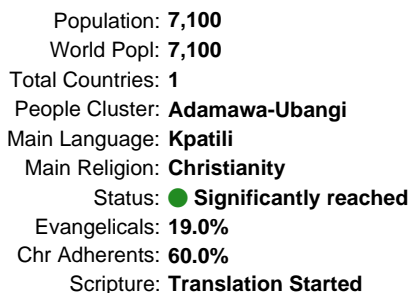 Population: 7,100
World Popl: 7,100
Total Countries: 1
People Cluster: Adamawa-Ubangi
Main Language: Kpatili
Main Religion: Christianity
Status: Significantly reached
Evangelicals: 19.0%
Chr Adherents: 60.0%
Scripture: Translation Started